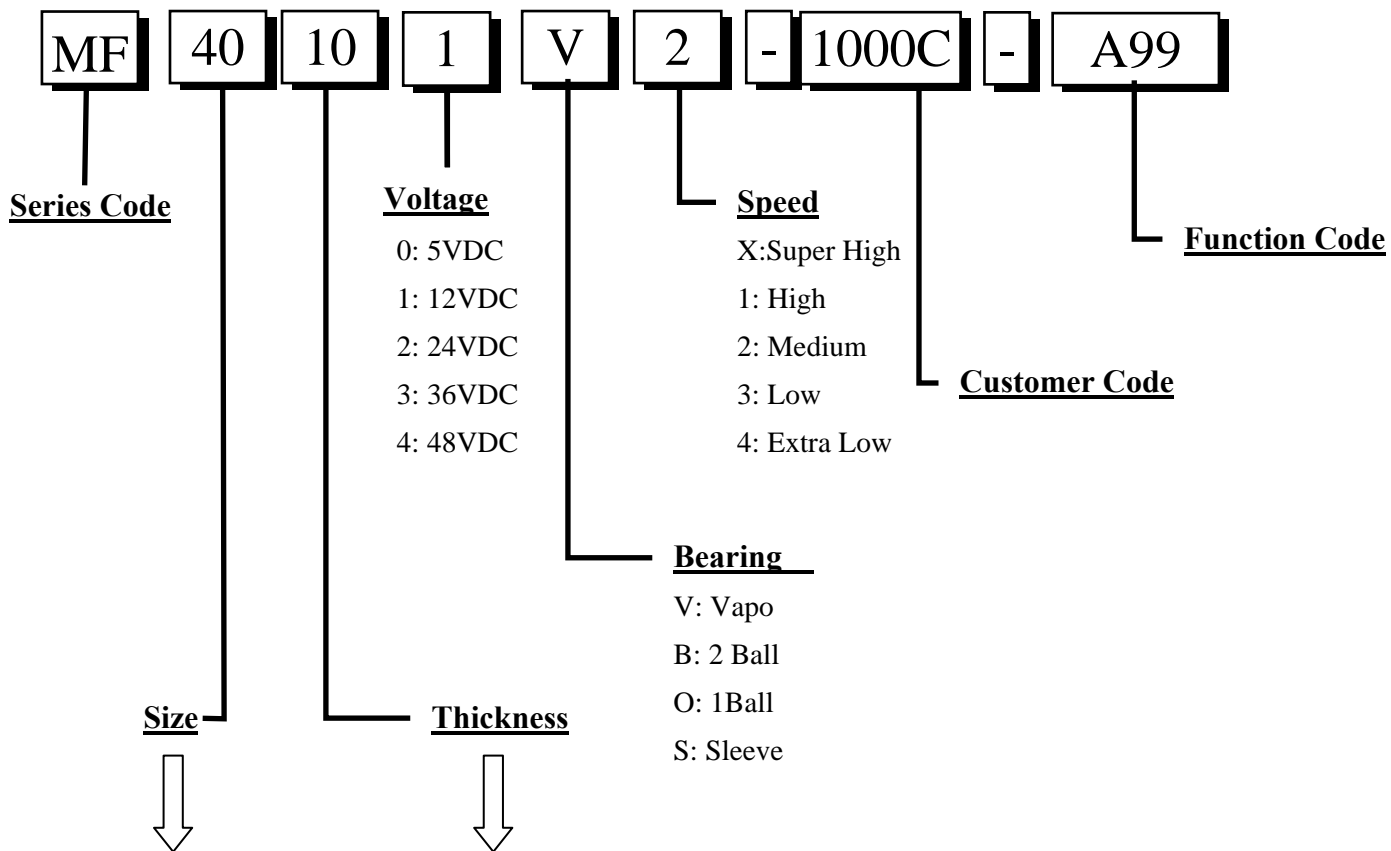 MF 40 10 1 V 2 - 1000C - A99
Series Code
Voltage
0: 5VDC
1: 12VDC
2: 24VDC
3: 36VDC
4: 48VDC
Speed
X:Super High
1: High
2: Medium
3: Low
4: Extra Low
Function Code
Customer Code
Bearing
V: Vapo
B: 2 Ball
O: 1Ball
S: Sleeve
Size
Thickness